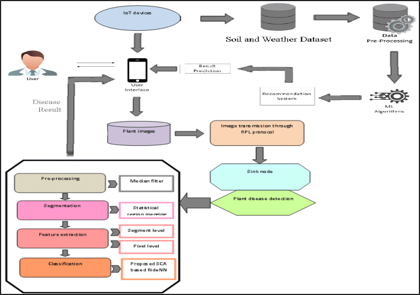 IoT devices
Soil and Weather Dataset
Data
Pre-Processing
User
User
Interface
Result
Prediction
Recommendation
System
ML
Algorithms
Disease
Result
Plant images
Image transmission through
RPL protocol
Sink node
Plant disease detection
Pre-processing
Median filter
Segmentation
Statistical
Feature extraction
Segment level
Pixel level
Classification
Proposed SCA
based RideNN